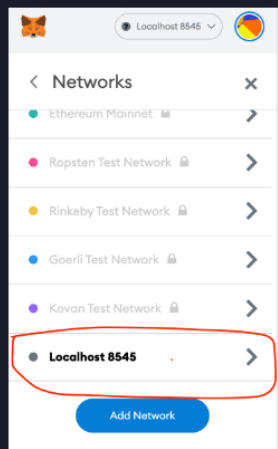 Localhost 8545
Networks
Ethereum Mainnet
Ropsten Test Network
Rinkeby Test Network
Goerli Test Network
Kovan Test Network
Localhost 8545
Add Network